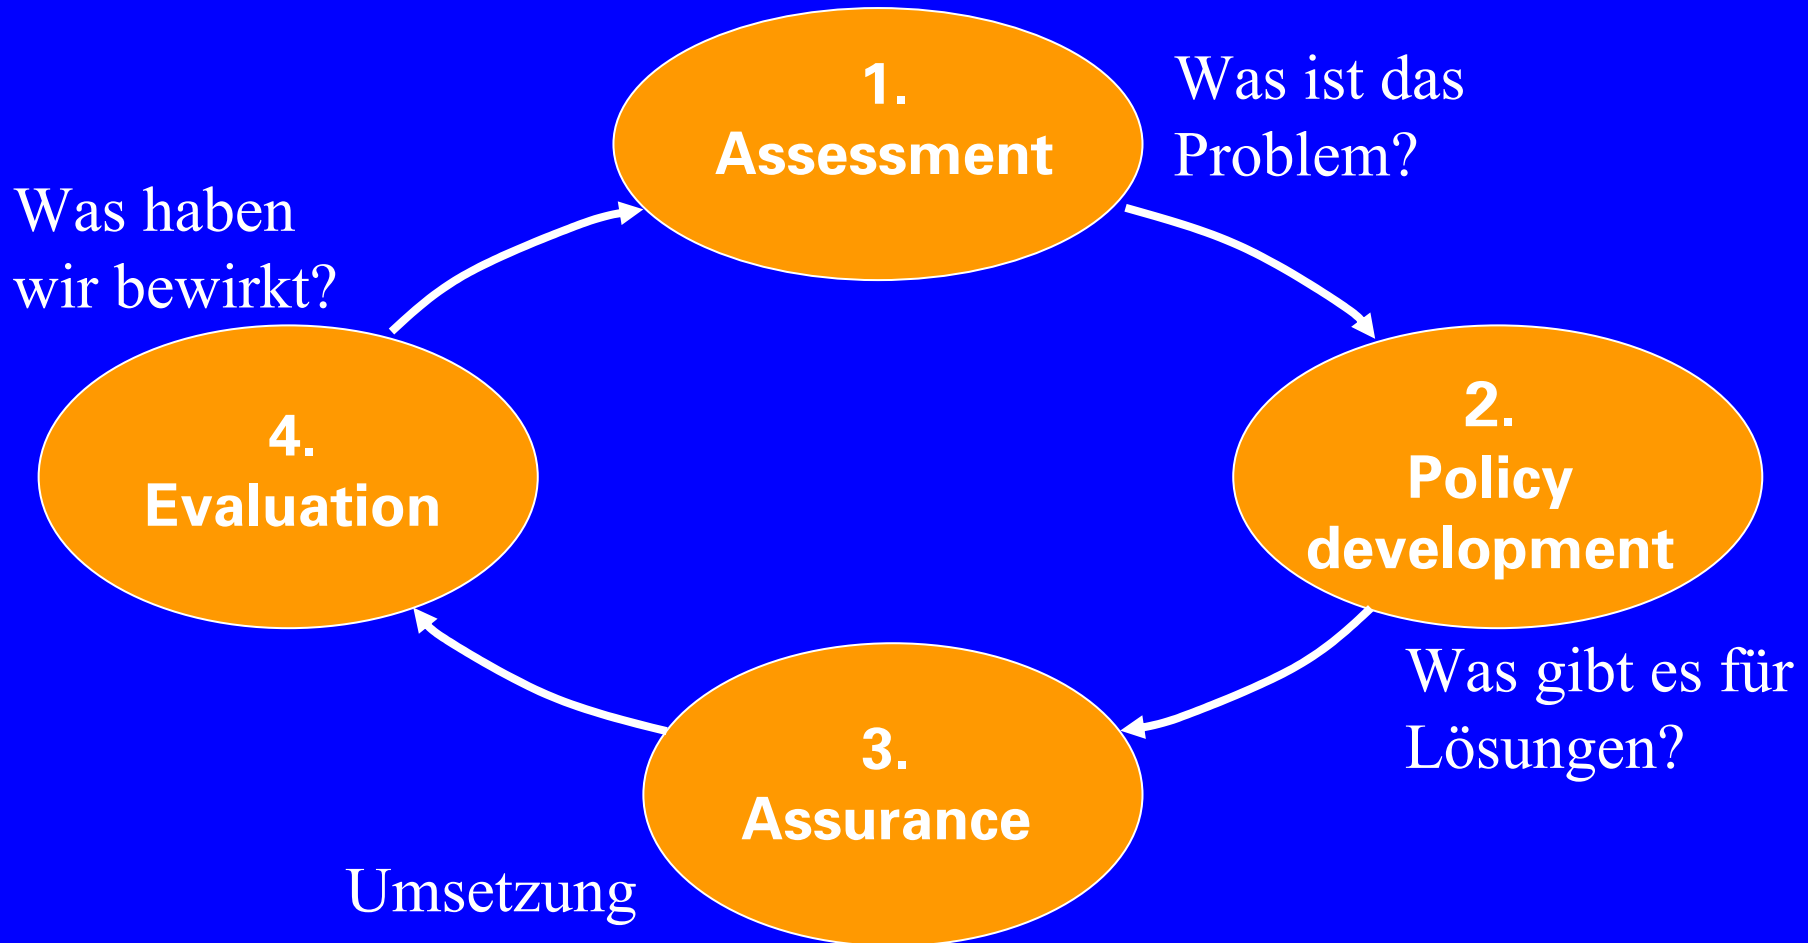 1.
Assessment
Was ist das
Problem?
2.
Policy
development
Was gibt es für
Lösungen?
3.
Assurance
Umsetzung
4.
Evaluation
Was haben
wir bewirkt?